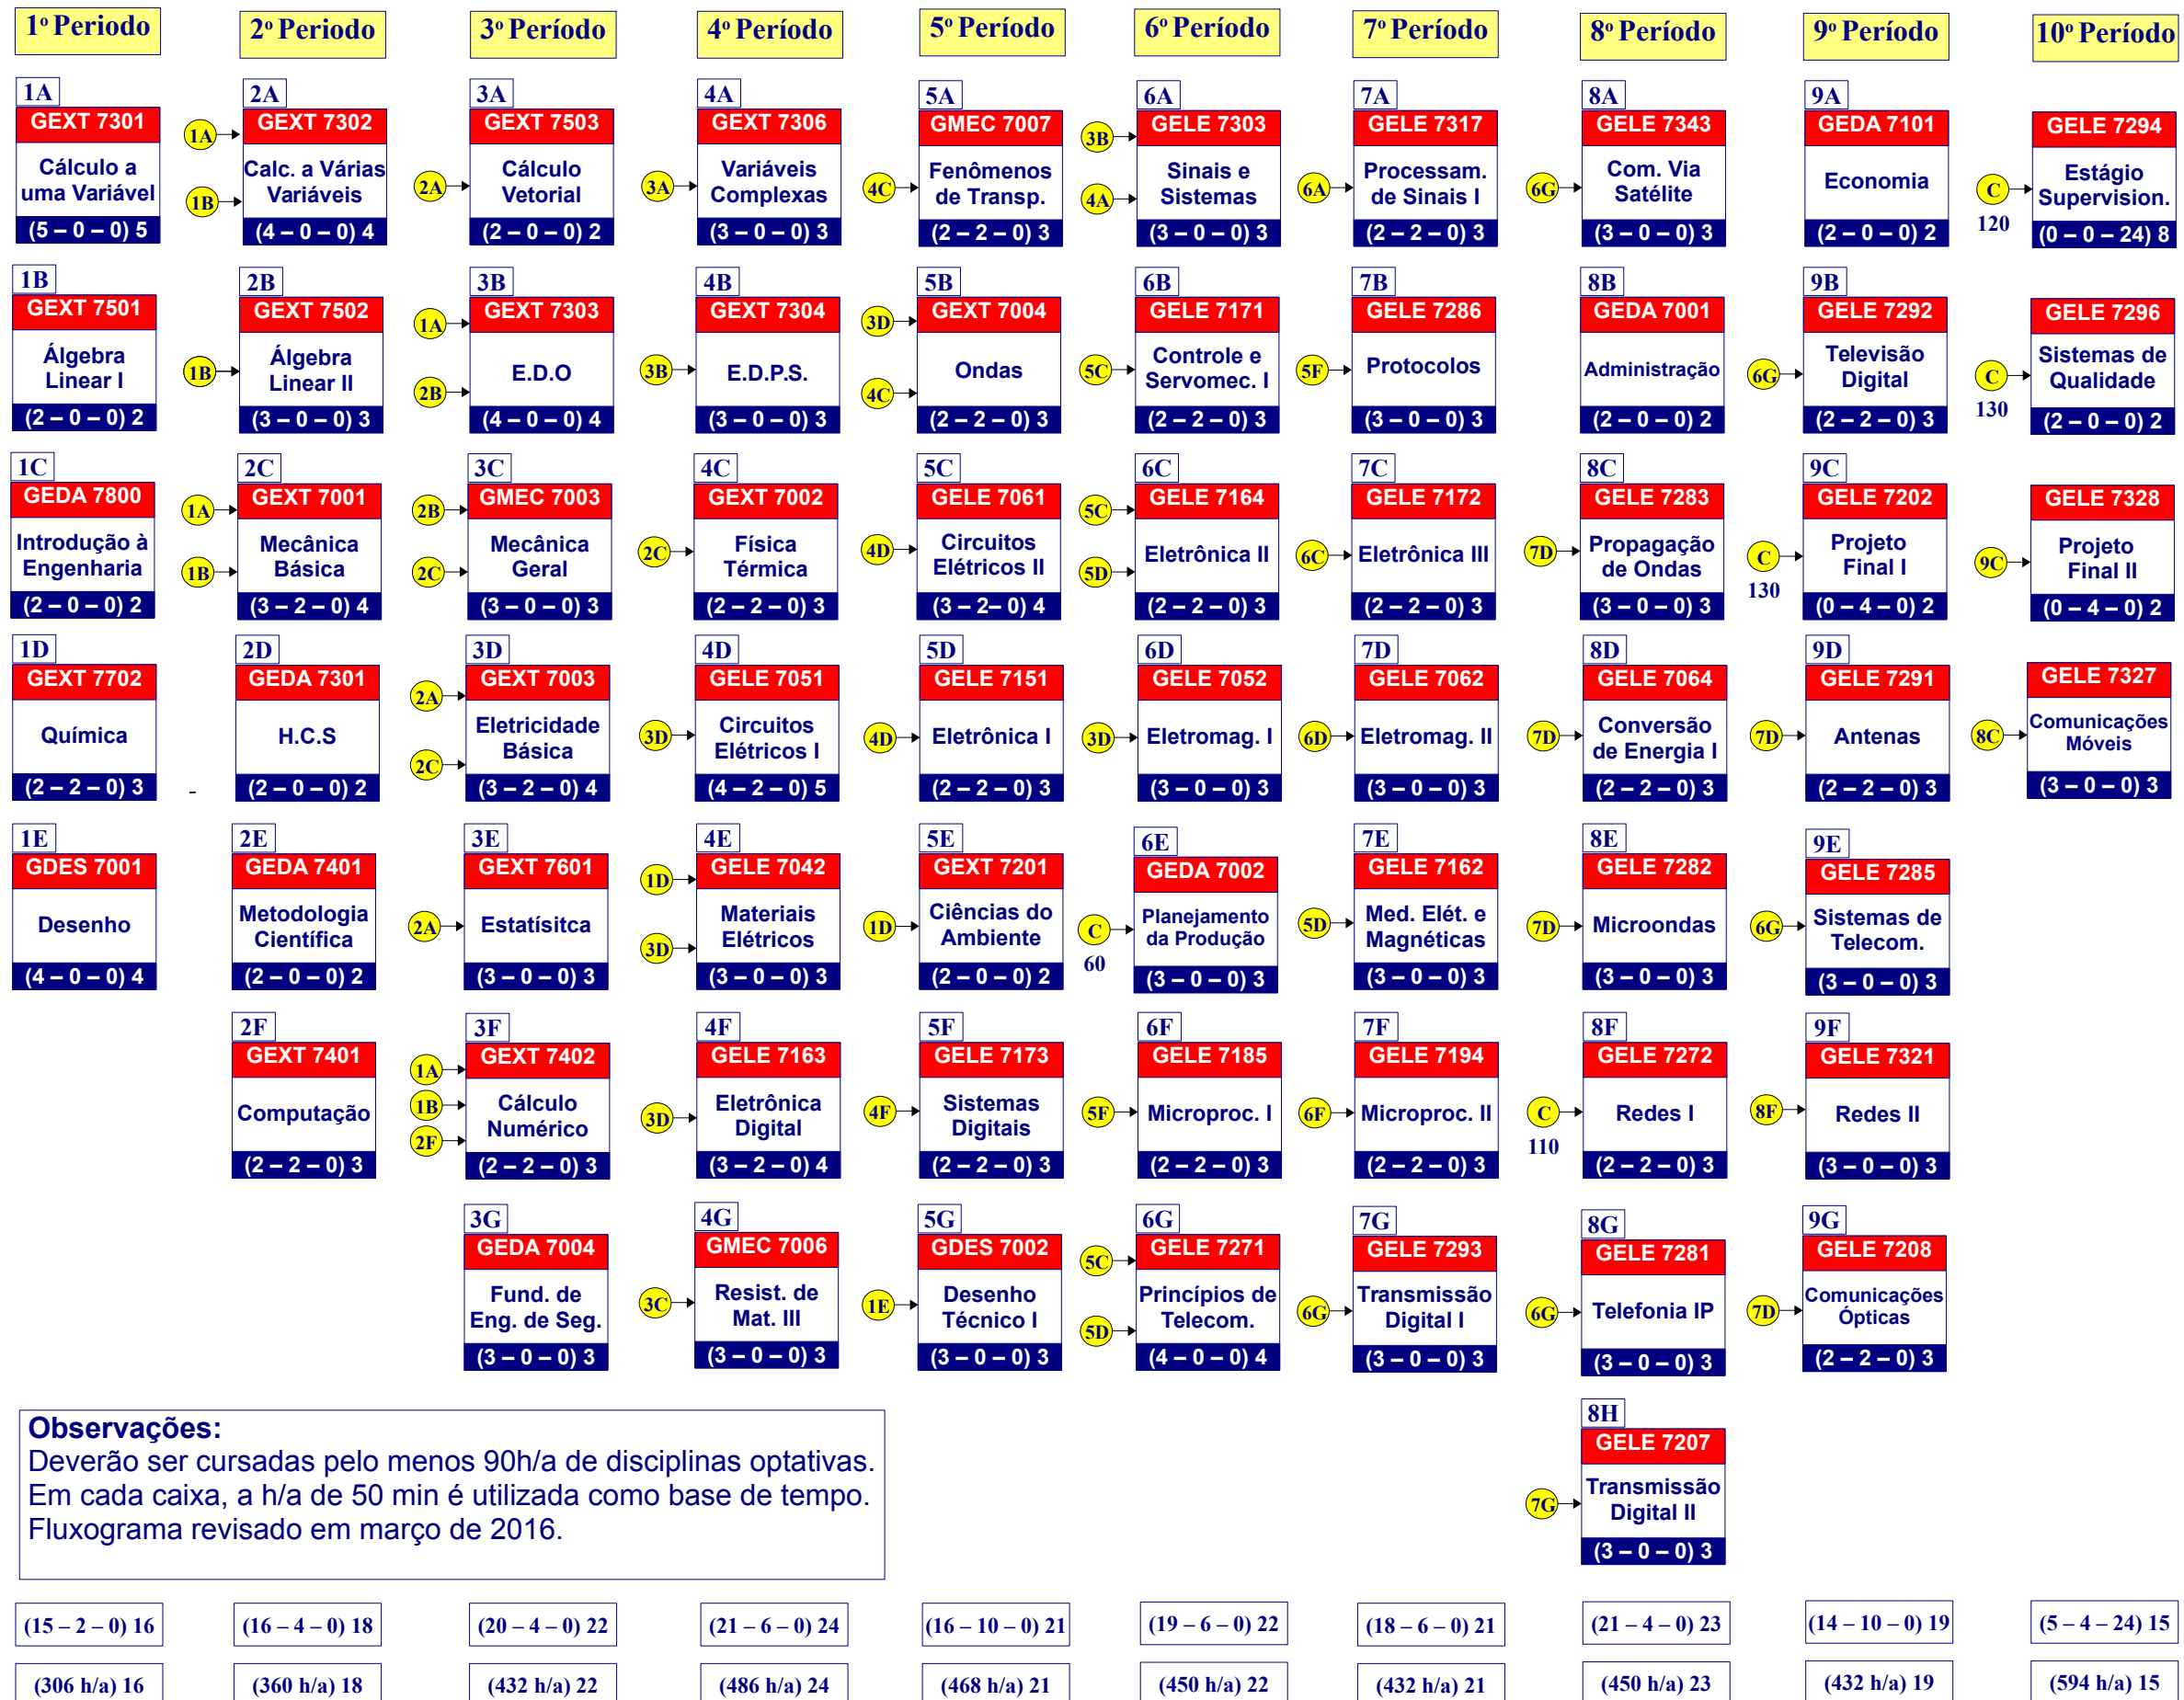 1º Periodo
2º Periodo
3º Período
4º Período
5º Período
6º Período
7º Período
8º Período
9º Período
10º Período
1A
GEXT 7301
Cálculo a
uma Variável
(5 – 0 – 0) 5
1A
1B
2A
GEXT 7302
Calc. a Várias
Variáveis
(4 – 0 – 0) 4
2A
3A
GEXT 7503
Cálculo
Vetorial
(2 – 0 – 0) 2
3A
4A
GEXT 7306
Variáveis
Complexas
(3 – 0 – 0) 3
4C
5A
GMEC 7007
Fenômenos
de Transp.
(2 – 2 – 0) 3
3B
4A
6A
GELE 7303
Sinais e
Sistemas
(3 – 0 – 0) 3
6A
7A
GELE 7317
Processam.
de Sinais I
(2 – 2 – 0) 3
6G
8A
GELE 7343
Com. Via
Satélite
(3 – 0 – 0) 3
9A
GEDA 7101
Economia
(2 – 0 – 0) 2
C
120
GELE 7294
Estágio
Supervision.
(0 – 0 – 24) 8
1B
GEXT 7501
Álgebra
Linear I
(2 – 0 – 0) 2
1B
2B
GEXT 7502
Álgebra
Linear II
(3 – 0 – 0) 3
1A
2B
3B
GEXT 7303
E.D.O
(4 – 0 – 0) 4
3B
4B
GEXT 7304
E.D.P.S.
(3 – 0 – 0) 3
3D
4C
5B
GEXT 7004
Ondas
(2 – 2 – 0) 3
5C
6B
GELE 7171
Controle e
Servomec. I
(2 – 2 – 0) 3
5F
7B
GELE 7286
Protocolos
(3 – 0 – 0) 3
8B
GEDA 7001
Administração
(2 – 0 – 0) 2
6G
9B
GELE 7292
Televisão
Digital
(2 – 2 – 0) 3
C
130
GELE 7296
Sistemas de
Qualidade
(2 – 0 – 0) 2
1C
GEDA 7800
Introdução à
Engenharia
(2 – 0 – 0) 2
1A
1B
2C
GEXT 7001
Mecânica
Básica
(3 – 2 – 0) 4
2B
2C
3C
GMEC 7003
Mecânica
Geral
(3 – 0 – 0) 3
2C
4C
GEXT 7002
Física
Térmica
(2 – 2 – 0) 3
4D
5C
GELE 7061
Circuitos
Elétricos II
(3 – 2– 0) 4
5C
5D
6C
GELE 7164
Eletrônica II
(2 – 2 – 0) 3
6C
7C
GELE 7172
Eletrônica III
(2 – 2 – 0) 3
7D
8C
GELE 7283
Propagação
de Ondas
(3 – 0 – 0) 3
C
130
9C
GELE 7202
Projeto
Final I
(0 – 4 – 0) 2
9C
GELE 7328
Projeto
Final II
(0 – 4 – 0) 2
1D
GEXT 7702
Química
(2 – 2 – 0) 3
-
2D
GEDA 7301
H.C.S
(2 – 0 – 0) 2
2A
2C
3D
GEXT 7003
Eletricidade
Básica
(3 – 2 – 0) 4
3D
4D
GELE 7051
Circuitos
Elétricos I
(4 – 2 – 0) 5
4D
5D
GELE 7151
Eletrônica I
(2 – 2 – 0) 3
3D
6D
GELE 7052
Eletromag. I
(3 – 0 – 0) 3
6D
7D
GELE 7062
Eletromag. II
(3 – 0 – 0) 3
7D
8D
GELE 7064
Conversão
de Energia I
(2 – 2 – 0) 3
7D
9D
GELE 7291
Antenas
(2 – 2 – 0) 3
8C
GELE 7327
Comunicações
Móveis
(3 – 0 – 0) 3
1E
GDES 7001
Desenho
(4 – 0 – 0) 4
2E
GEDA 7401
Metodologia
Científica
(2 – 0 – 0) 2
2A
3E
GEXT 7601
Estatísitca
(3 – 0 – 0) 3
1D
3D
4E
GELE 7042
Materiais
Elétricos
(3 – 0 – 0) 3
1D
5E
GEXT 7201
Ciências do
Ambiente
(2 – 0 – 0) 2
C
60
6E
GEDA 7002
Planejamento
da Produção
(3 – 0 – 0) 3
5D
7E
GELE 7162
Med. Elét. e
Magnéticas
(3 – 0 – 0) 3
7D
8E
GELE 7282
Microondas
(3 – 0 – 0) 3
6G
9E
GELE 7285
Sistemas de
Telecom.
(3 – 0 – 0) 3
2F
GEXT 7401
Computação
(2 – 2 – 0) 3
1A
1B
2F
3F
GEXT 7402
Cálculo
Numérico
(2 – 2 – 0) 3
3D
4F
GELE 7163
Eletrônica
Digital
(3 – 2 – 0) 4
4F
5F
GELE 7173
Sistemas
Digitais
(2 – 2 – 0) 3
5F
6F
GELE 7185
Microproc. I
(2 – 2 – 0) 3
6F
7F
GELE 7194
Microproc. II
(2 – 2 – 0) 3
C
110
8F
GELE 7272
Redes I
(2 – 2 – 0) 3
8F
9F
GELE 7321
Redes II
(3 – 0 – 0) 3
3G
GEDA 7004
Fund. de
Eng. de Seg.
(3 – 0 – 0) 3
3C
4G
GMEC 7006
Resist. de
Mat. III
(3 – 0 – 0) 3
1E
5G
GDES 7002
Desenho
Técnico I
(3 – 0 – 0) 3
5C
5D
6G
GELE 7271
Princípios de
Telecom.
(4 – 0 – 0) 4
6G
7G
GELE 7293
Transmissão
Digital I
(3 – 0 – 0) 3
6G
8G
GELE 7281
Telefonia IP
(3 – 0 – 0) 3
7D
9G
GELE 7208
Comunicações
Ópticas
(2 – 2 – 0) 3
7G
8H
GELE 7207
Transmissão
Digital II
(3 – 0 – 0) 3
Observações:
Deverão ser cursadas pelo menos 90h/a de disciplinas optativas.
Em cada caixa, a h/a de 50 min é utilizada como base de tempo.
Fluxograma revisado em março de 2016.
(15 – 2 – 0) 16
(16 – 4 – 0) 18
(20 – 4 – 0) 22
(21 – 6 – 0) 24
(16 – 10 – 0) 21
(19 – 6 – 0) 22
(18 – 6 – 0) 21
(21 – 4 – 0) 23
(14 – 10 – 0) 19
(5 – 4 – 24) 15
(306 h/a) 16
(360 h/a) 18
(432 h/a) 22
(486 h/a) 24
(468 h/a) 21
(450 h/a) 22
(432 h/a) 21
(450 h/a) 23
(432 h/a) 19
(594 h/a) 15